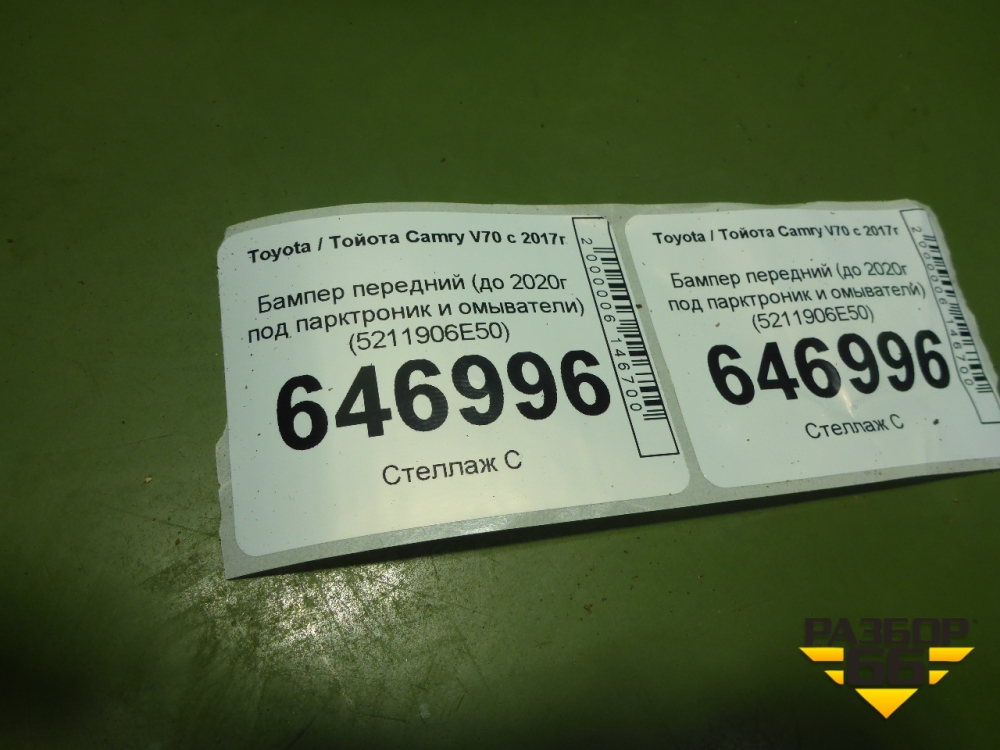 Toyota / Тойота Camry V70 с 2017г
Бампер передний (до 2020г
под парктроник и омыватели)
(5211906E50)
646996
Стеллаж С
2000006146700
Toyota / Тойота Camry V70 с 2017г
Бампер передний (до 2020г
под парктроник и омыватели)
(5211906E50)
646996
Стеллаж С
2000006146700
РАЗБОР
66